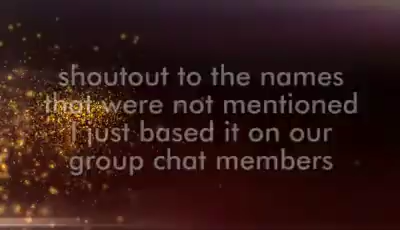 shoutout to the names
that were not mentioned
I just based it on our
group chat members